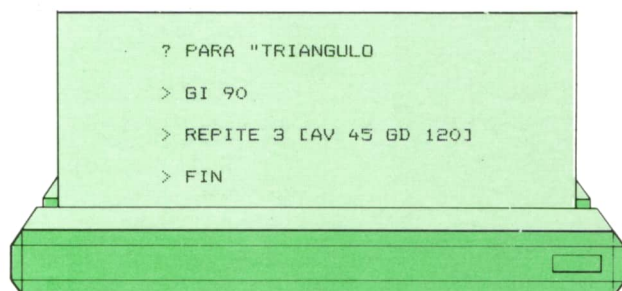 ? PARA "TRIANGULO
> GI 90
> REPITE 3 [AV 45 GD 120]
> FIN